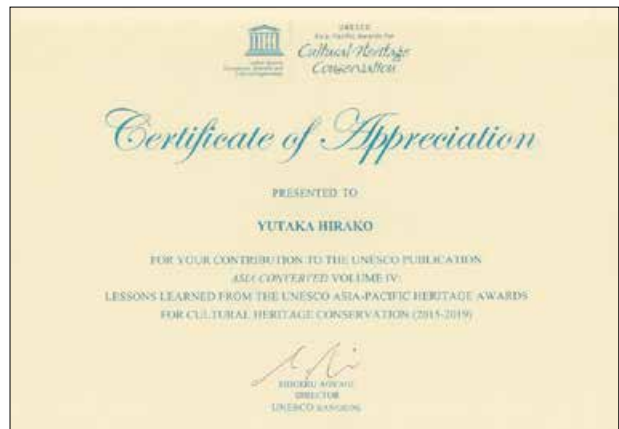 UNESCO
Asia-Pacific Awards for
Cultural Heritage
Conservation
Certificate of Appreciation
PRESENTED TO
YUTAKA HIRAKO
FOR YOUR CONTRIBUTION TO THE UNESCO PUBLICATION
ASIA CONSERVED VOLUME IV:
LESSONS LEARNED FROM THE UNESCO ASIA-PACIFIC HERITAGE AWARDS
FOR CULTURAL HERITAGE CONSERVATION (2015-2019)
SHIGERU AOYAGI
DIRECTOR
UNESCO BANGKOK